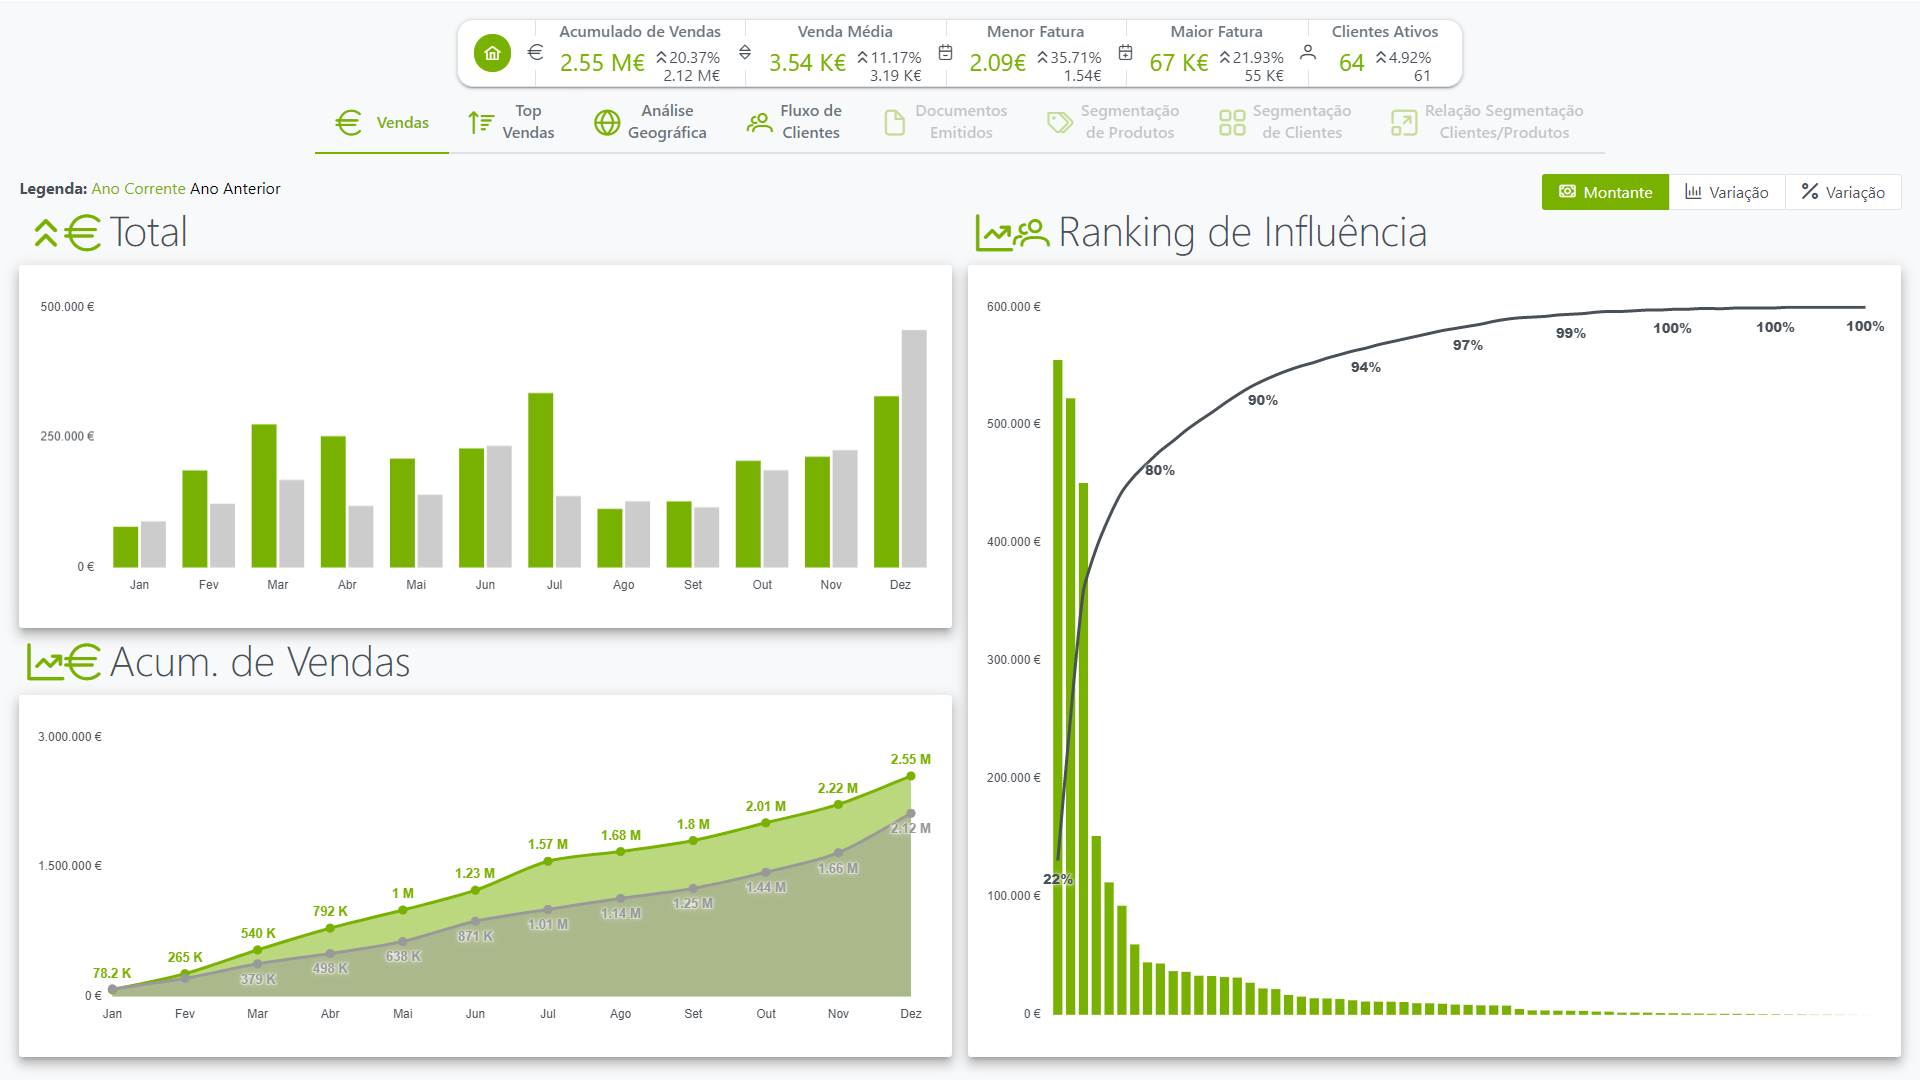 Acumulado de Vendas
2.55 M€ 20.37%
2.12 M€
Venda Média
3.54 K€ 11.17%
3.19 K€
Menor Fatura
2.09€ 35.71%
1.54€
Maior Fatura
67 K€ 21.93%
55 K€
Clientes Ativos
64 4.92%
61
Vendas
Top
Vendas
Análise
Geográfica
Fluxo de
Clientes
Documentos
Emitidos
Segmentação
de Produtos
Segmentação
de Clientes
Relação Segmentação
Clientes/Produtos
Legenda: Ano Corrente Ano Anterior
Montante Variação Variação
€ Total
500.000 €
250.000 €
0 €
Jan Fev Mar Abr Mai Jun Jul Ago Set Out Nov Dez
€ Acum. de Vendas
3.000.000 €
1.500.000 €
0 €
78.2 K 265 K 540 K 792 K 1 M 1.23 M 1.57 M 1.68 M 1.8 M 2.01 M 2.22 M 2.55 M
379 K 498 K 638 K 871 K 1.01 M 1.14 M 1.25 M 1.44 M 1.66 M 2.12 M
Jan Fev Mar Abr Mai Jun Jul Ago Set Out Nov Dez
Ranking de Influência
600.000 €
500.000 €
400.000 €
300.000 €
200.000 €
100.000 €
0 €
22% 80% 90% 94% 97% 99% 100% 100% 100%